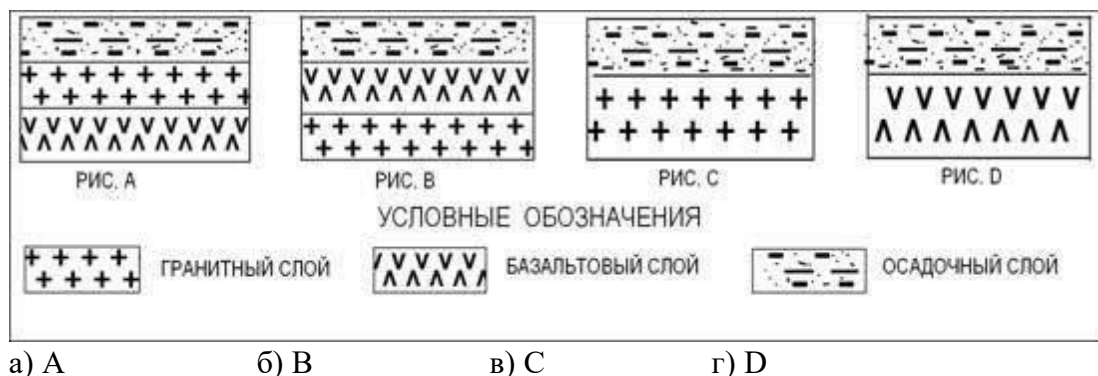 РИС. A РИС. B РИС. C РИС. D
УСЛОВНЫЕ ОБОЗНАЧЕНИЯ
ГРАНИТНЫЙ СЛОЙ БАЗАЛЬТОВЫЙ СЛОЙ ОСАДОЧНЫЙ СЛОЙ
а) A б) B в) C г) D